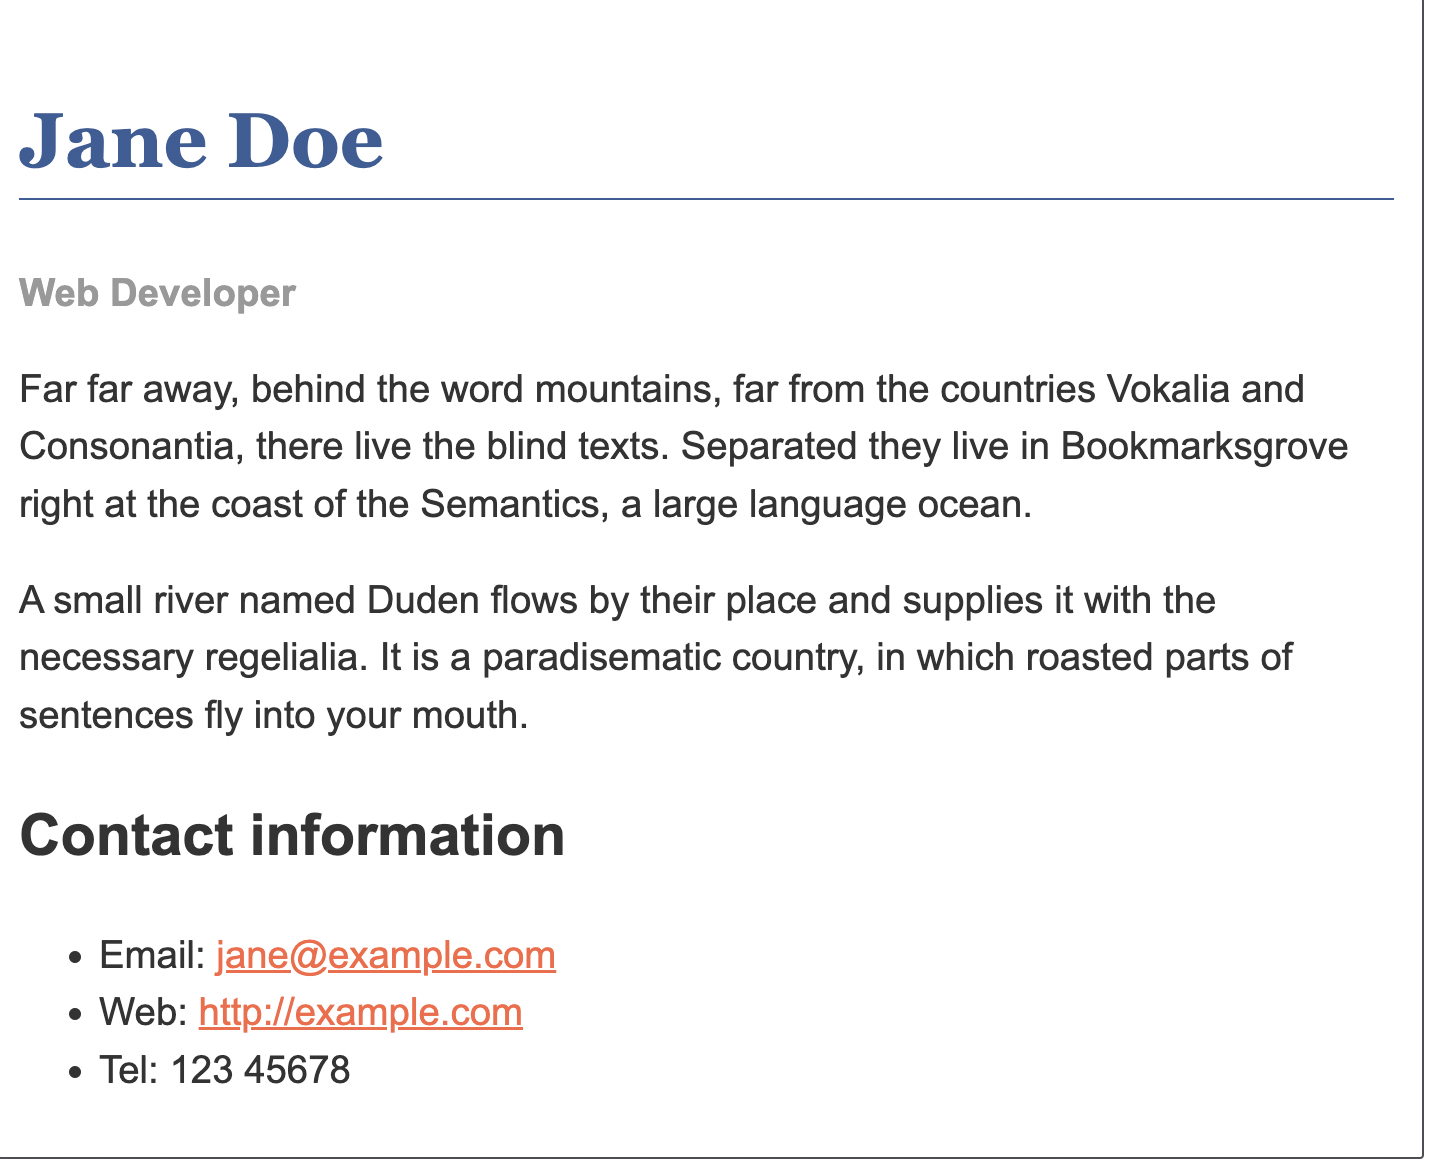 Jane Doe
Web Developer
Far far away, behind the word mountains, far from the countries Vokalia and
Consonantia, there live the blind texts. Separated they live in Bookmarksgrove
right at the coast of the Semantics, a large language ocean.
A small river named Duden flows by their place and supplies it with the
necessary regelialia. It is a paradisematic country, in which roasted parts of
sentences fly into your mouth.
Contact information
• Email: jane@example.com
• Web: http://example.com
• Tel: 123 45678